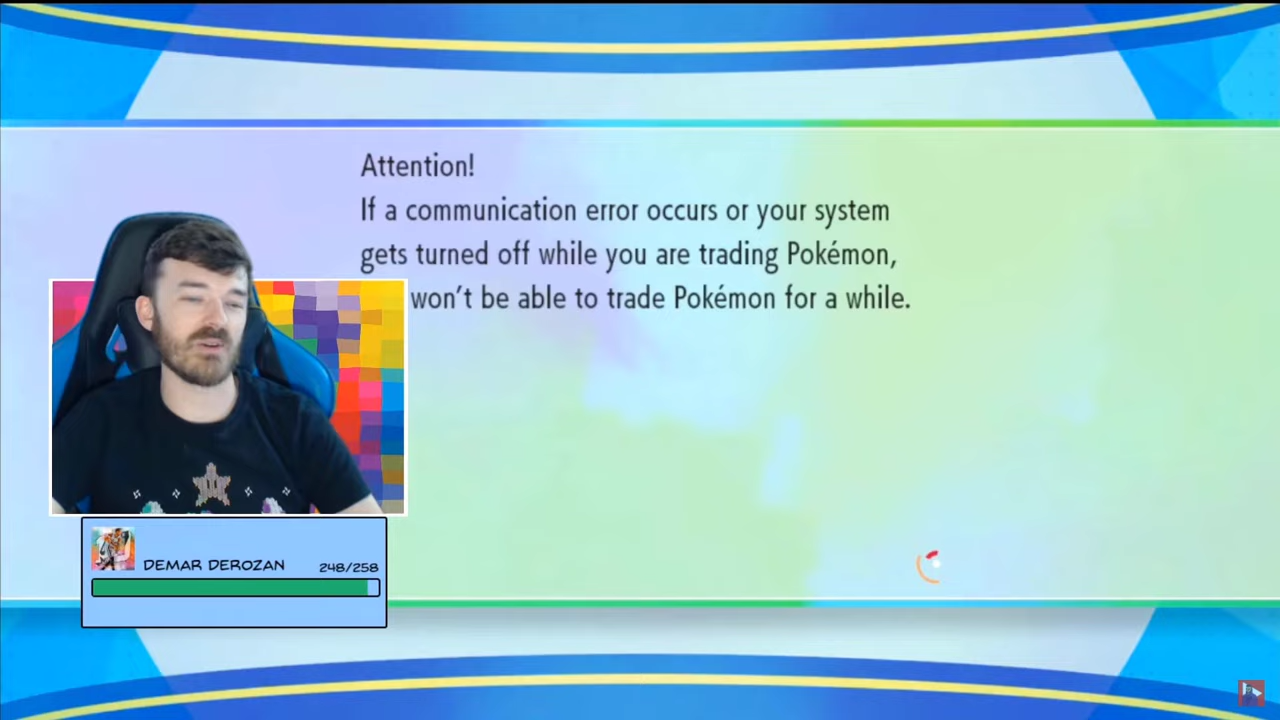 Attention!
If a communication error occurs or your system
gets turned off while you are trading Pokémon,
won't be able to trade Pokémon for a while.
DEMAR DEROZAN
248/258